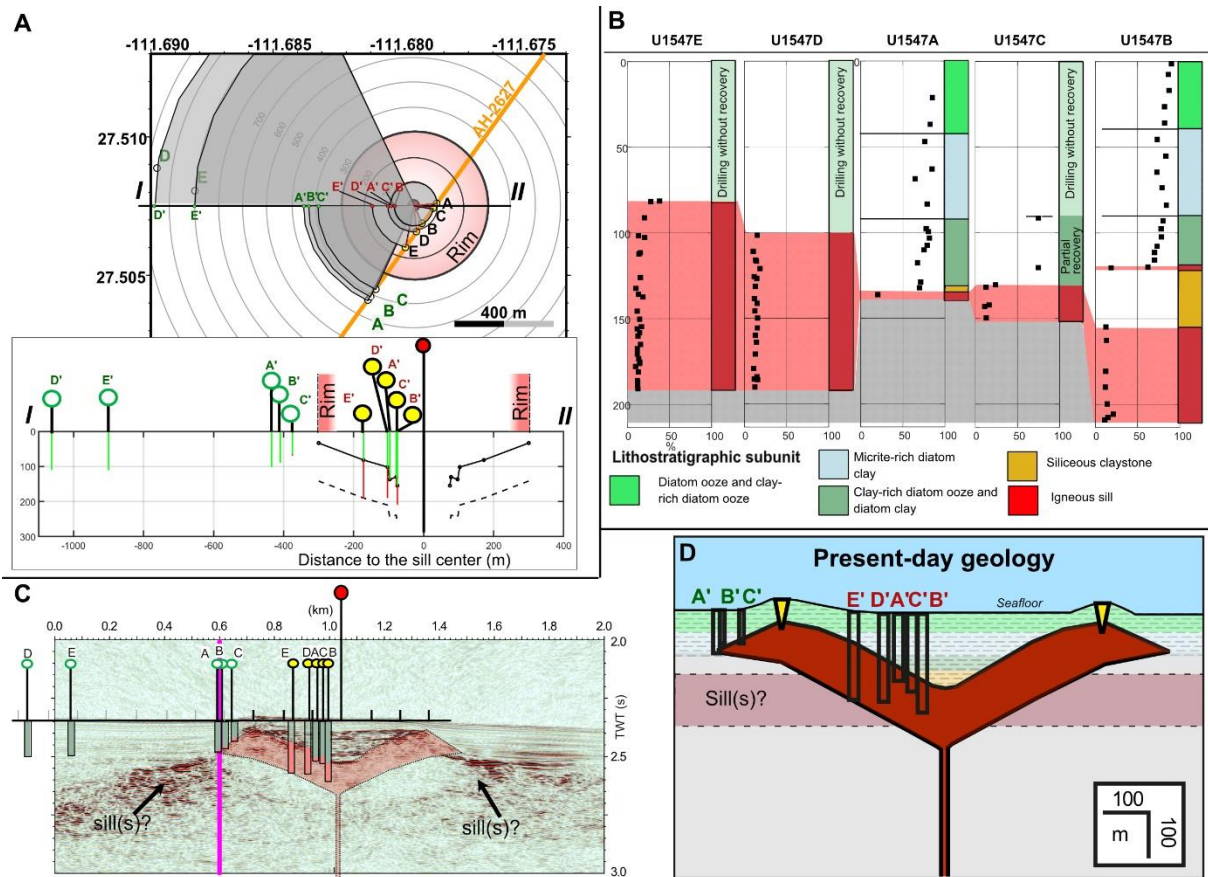 A
-111.690 -111.685 -111.680 -111.675
27.510
27.505
AH-2627
700
600
500
400
300
D
E
E' D' A' C' B'
I
II
D' E' A' B' C'
A
C
B
D
E
Rim
C
B
A
400 m
D'
E'
A'
B'
C'
D'
A'
C'
E'
B'
Rim
Rim
I
II
0
100
200
300
-1000 -800 -600 -400 -200 0 200 400
Distance to the sill center (m)
B
U1547E U1547D U1547A U1547C U1547B
0
50
100
150
200
0
0
Drilling without recovery
Drilling without recovery
Drilling without recovery
Partial recovery
0 50 100 0 50 100 0 50 100 0 50 100 0 50 100
%
Lithostratigraphic subunit
Diatom ooze and clay-
rich diatom ooze
Micrite-rich diatom
clay
Clay-rich diatom ooze and
diatom clay
Siliceous claystone
Igneous sill
C
(km)
0.0 0.2 0.4 0.6 0.8 1.0 1.2 1.4 1.6 1.8 2.0
2.0
2.5
3.0
TWT (s)
D E A B C E D A C B
sill(s)?
sill(s)?
D
Present-day geology
A' B' C' E' D' A' C' B'
Seafloor
Sill(s)?
100
m
100